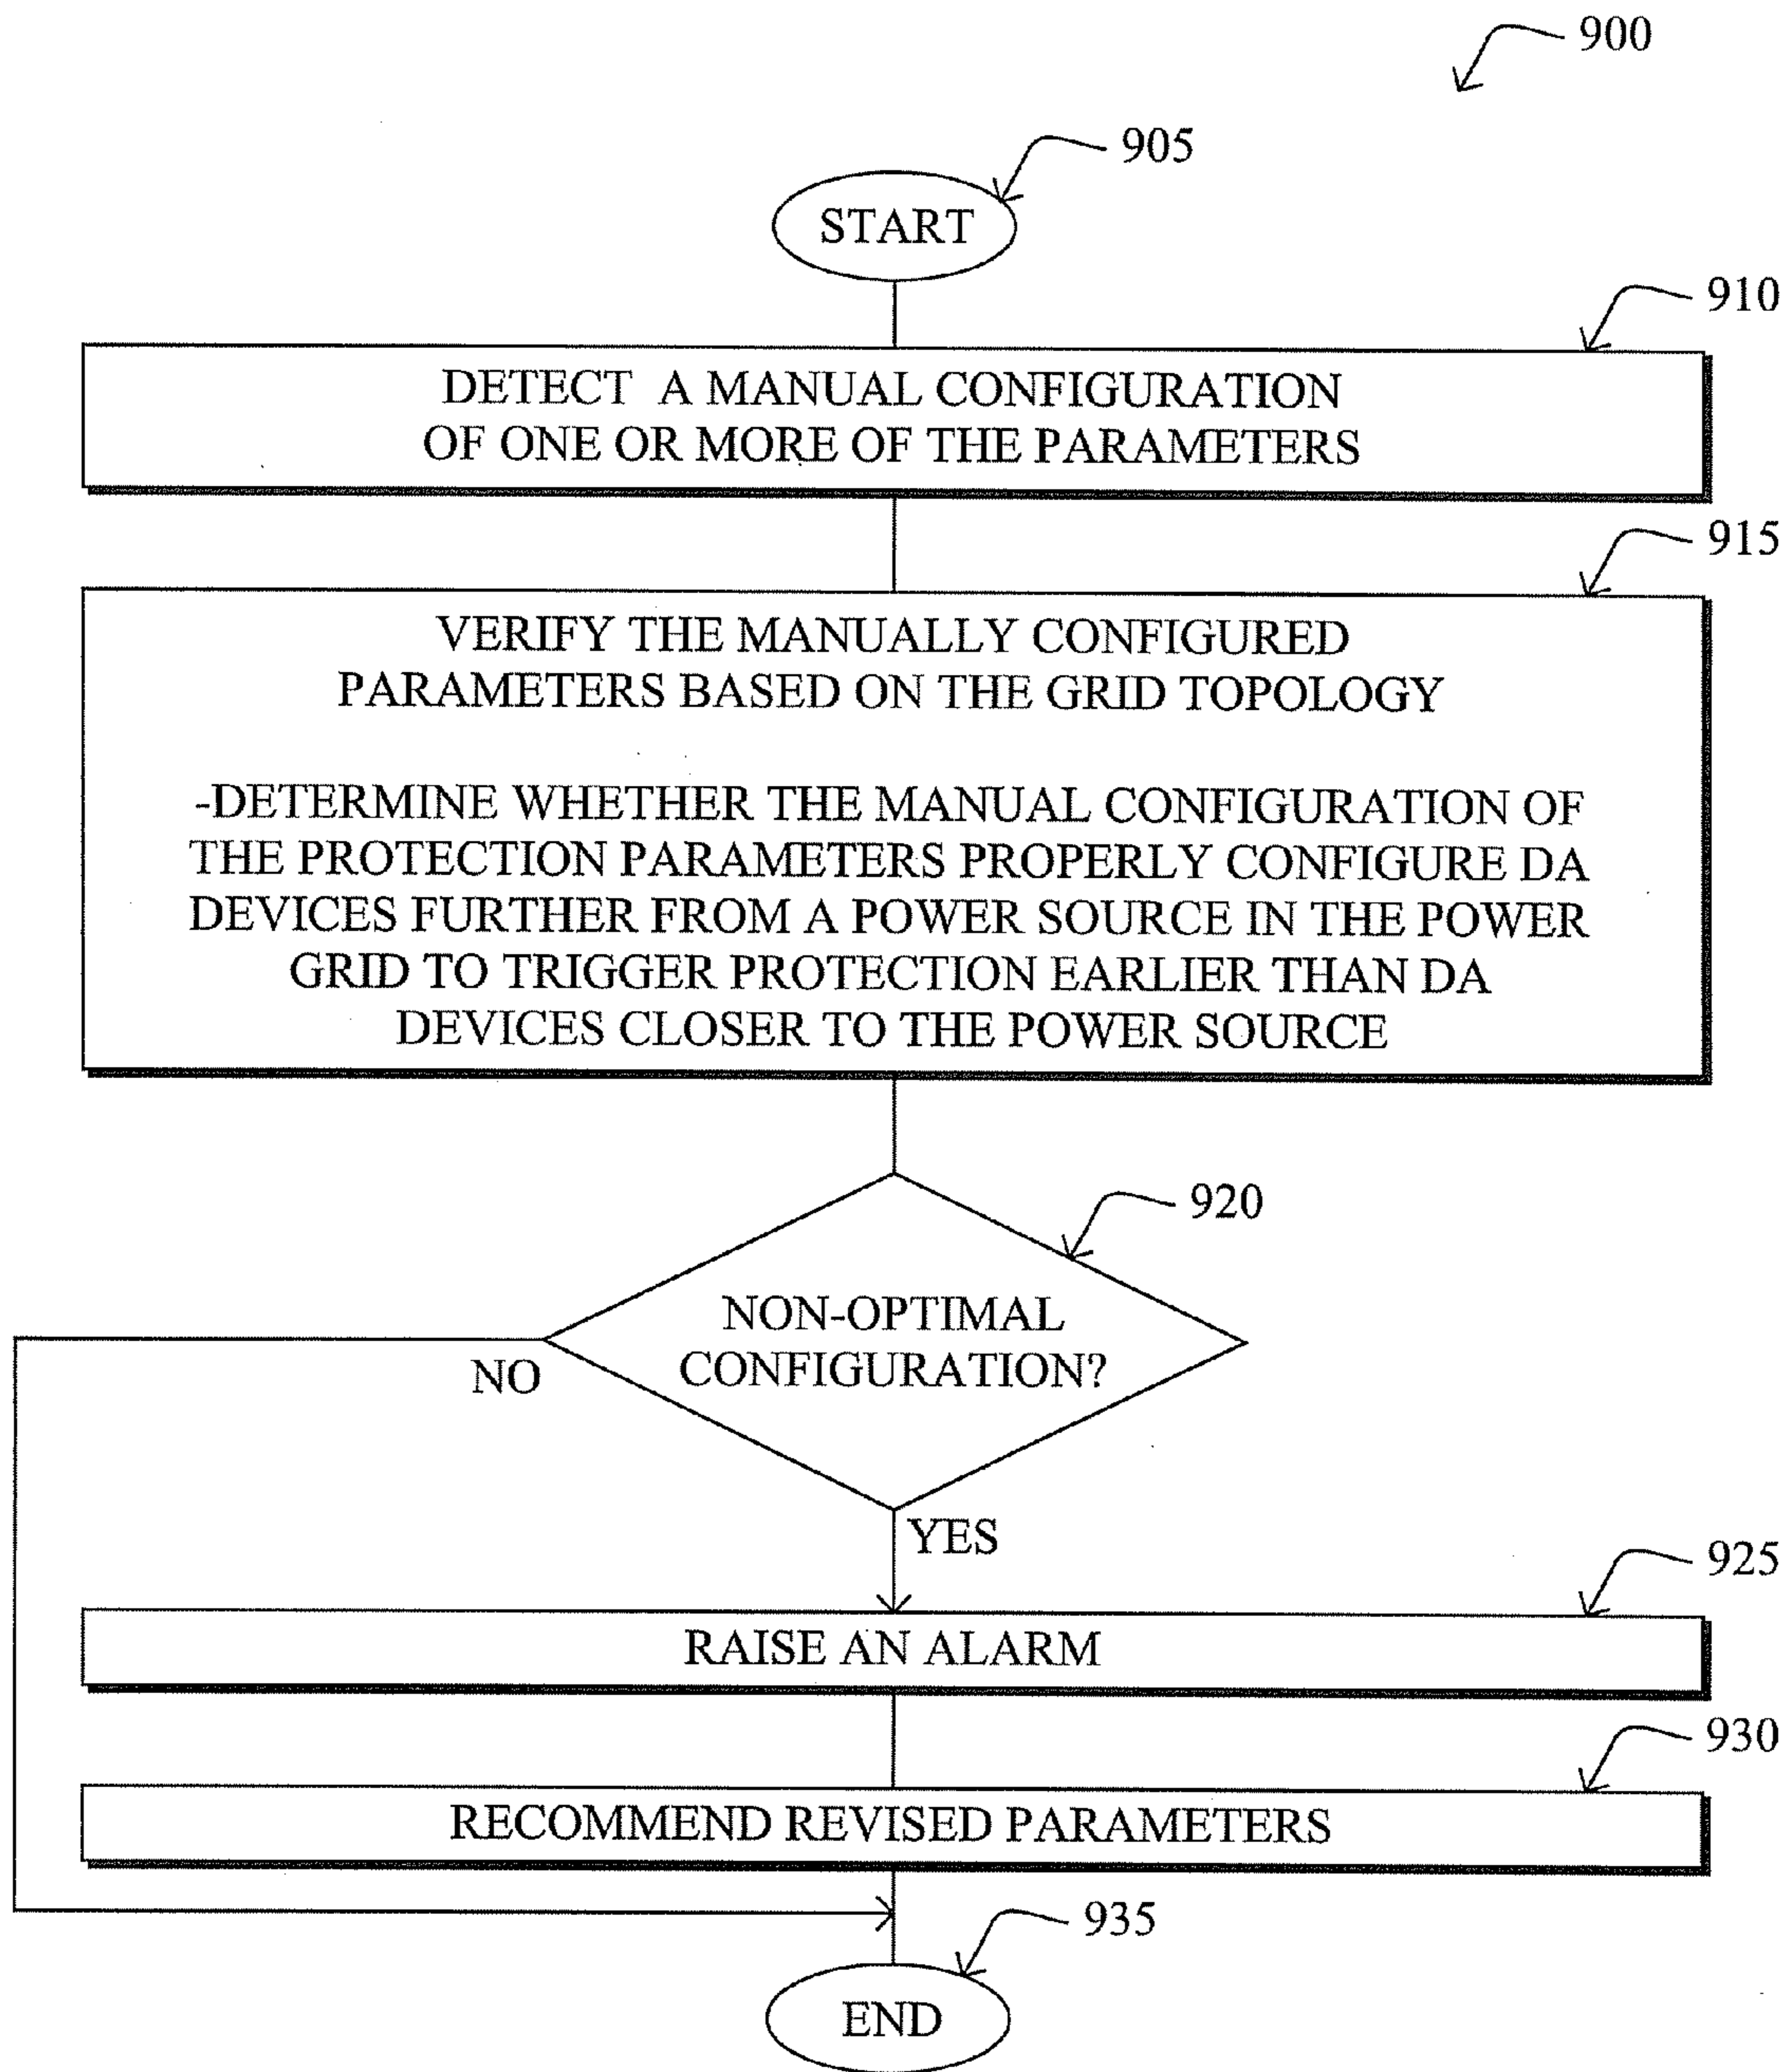 900
905
START
910
DETECT A MANUAL CONFIGURATION
OF ONE OR MORE OF THE PARAMETERS
915
VERIFY THE MANUALLY CONFIGURED
PARAMETERS BASED ON THE GRID TOPOLOGY
-DETERMINE WHETHER THE MANUAL CONFIGURATION OF
THE PROTECTION PARAMETERS PROPERLY CONFIGURE DA
DEVICES FURTHER FROM A POWER SOURCE IN THE POWER
GRID TO TRIGGER PROTECTION EARLIER THAN DA
DEVICES CLOSER TO THE POWER SOURCE
920
NON-OPTIMAL
CONFIGURATION?
NO
YES
925
RAISE AN ALARM
930
RECOMMEND REVISED PARAMETERS
935
END